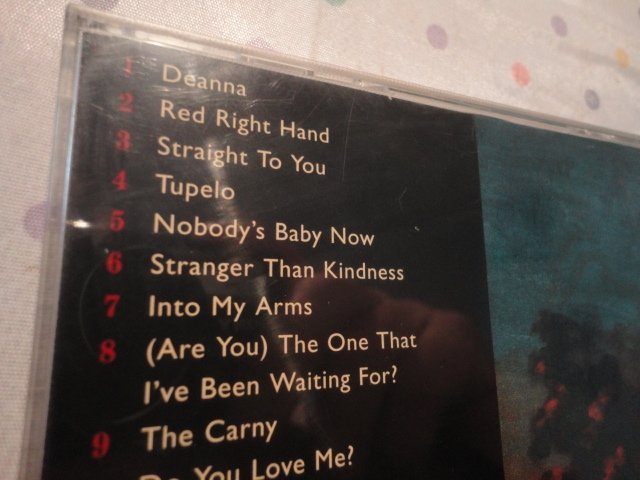 1 Deanna
2 Red Right Hand
3 Straight To You
4 Tupelo
5 Nobody's Baby Now
6 Stranger Than Kindness
7 Into My Arms
8 (Are You) The One That
I've Been Waiting For?
9 The Carny
Do You Love Me?